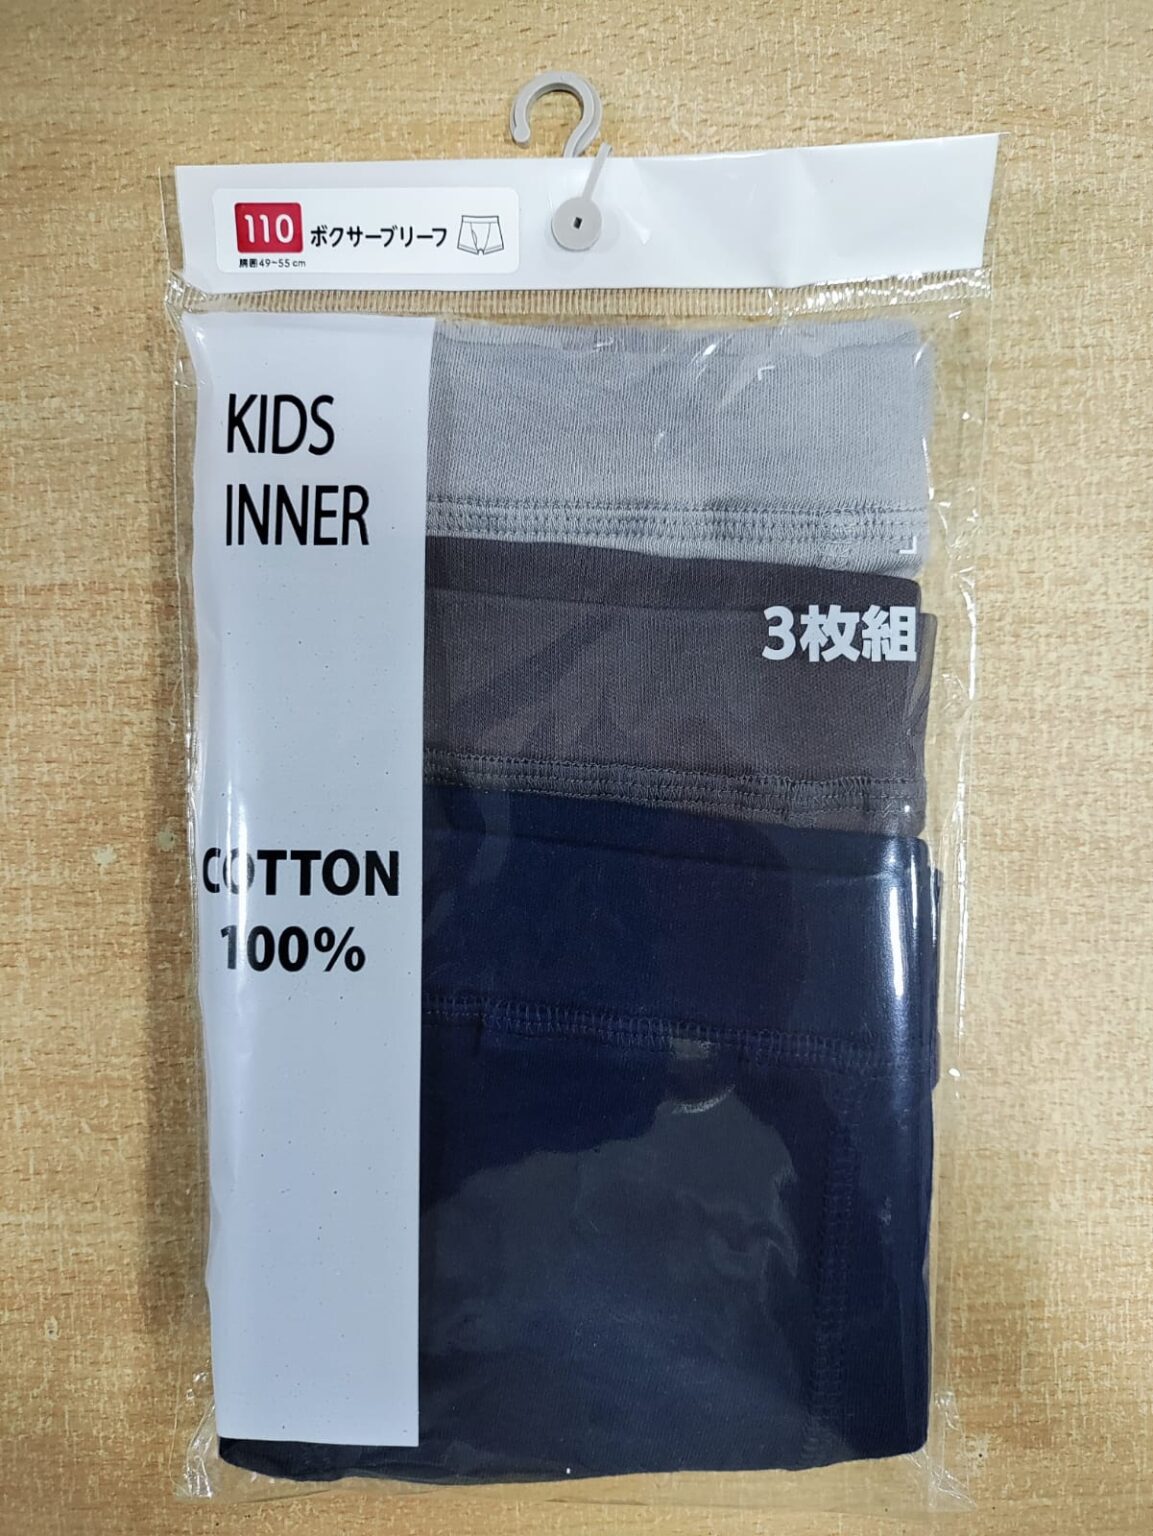 110 ボクサーブリーフ
胴囲49~55cm
KIDS
INNER
3枚組
COTTON
100%